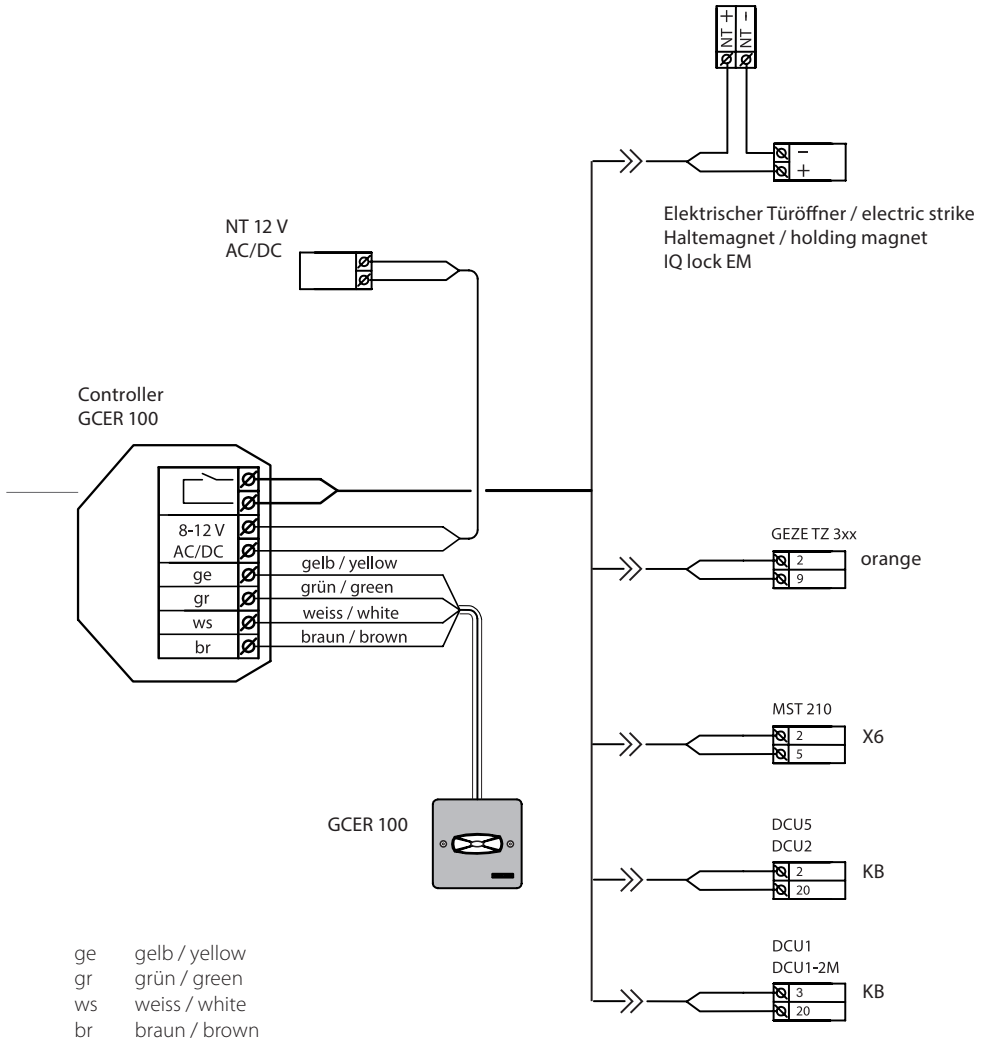 NT +
NT -
-
+
Elektrischer Türöffner / electric strike
Haltemagnet / holding magnet
IQ lock EM
NT 12 V
AC/DC
Controller
GCER 100
8-12 V
AC/DC
ge
gr
ws
br
gelb / yellow
grün / green
weiss / white
braun / brown
GEZE TZ 3xx
2
9
orange
MST 210
2
5
X6
GCER 100
DCU5
DCU2
2
20
KB
DCU1
DCU1-2M
3
20
KB
ge gelb / yellow
gr grün / green
ws weiss / white
br braun / brown